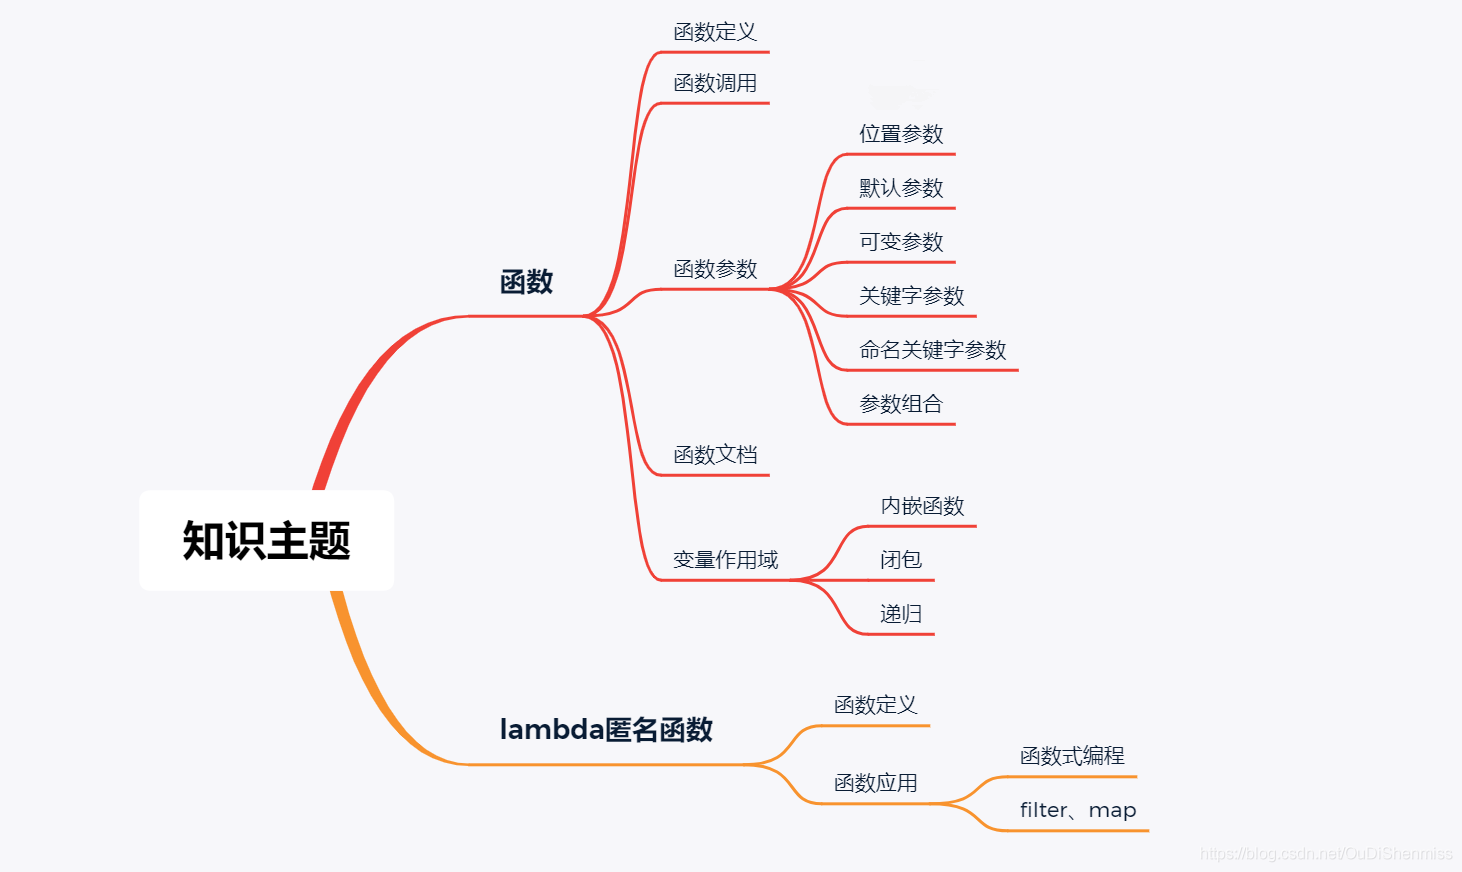 知识主题
函数
函数定义
函数调用
函数参数
位置参数
默认参数
可变参数
关键字参数
命名关键字参数
参数组合
函数文档
变量作用域
内嵌函数
闭包
递归
lambda匿名函数
函数定义
函数应用
函数式编程
filter、map
https://blog.csdn.net/OuDiShenmiss